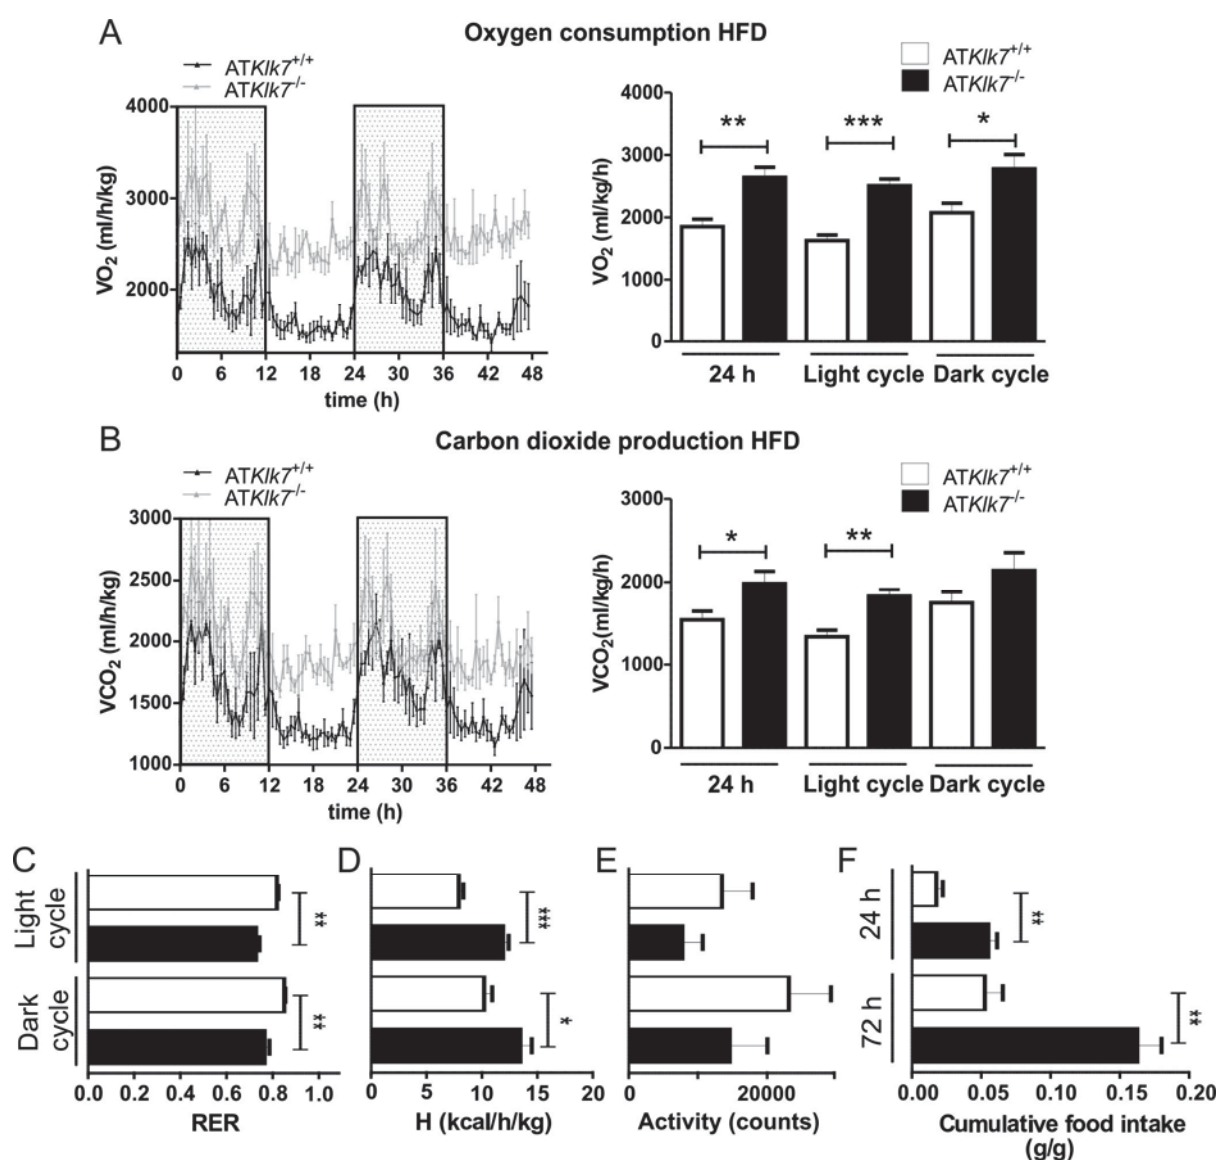 A
Oxygen consumption HFD
ATKlk7+/+
ATKlk7-/-
4000
3000
2000
VO2 (ml/h/kg)
0 6 12 18 24 30 36 42 48
time (h)
ATKlk7+/+
ATKlk7-/-
4000
3000
2000
1000
0
VO2 (ml/kg/h)
** *** *
24 h Light cycle Dark cycle
B
Carbon dioxide production HFD
ATKlk7+/+
ATKlk7-/-
3000
2500
2000
1500
1000
VCO2 (ml/h/kg)
0 6 12 18 24 30 36 42 48
time (h)
ATKlk7+/+
ATKlk7-/-
3000
2000
1000
0
VCO2(ml/kg/h)
* **
24 h Light cycle Dark cycle
C
Light cycle
Dark cycle
**
**
0.0 0.2 0.4 0.6 0.8 1.0
RER
D
***
*
0 5 10 15 20
H (kcal/h/kg)
E
0 20000
Activity (counts)
F
24 h
72 h
**
**
0.00 0.05 0.10 0.15 0.20
Cumulative food intake
(g/g)